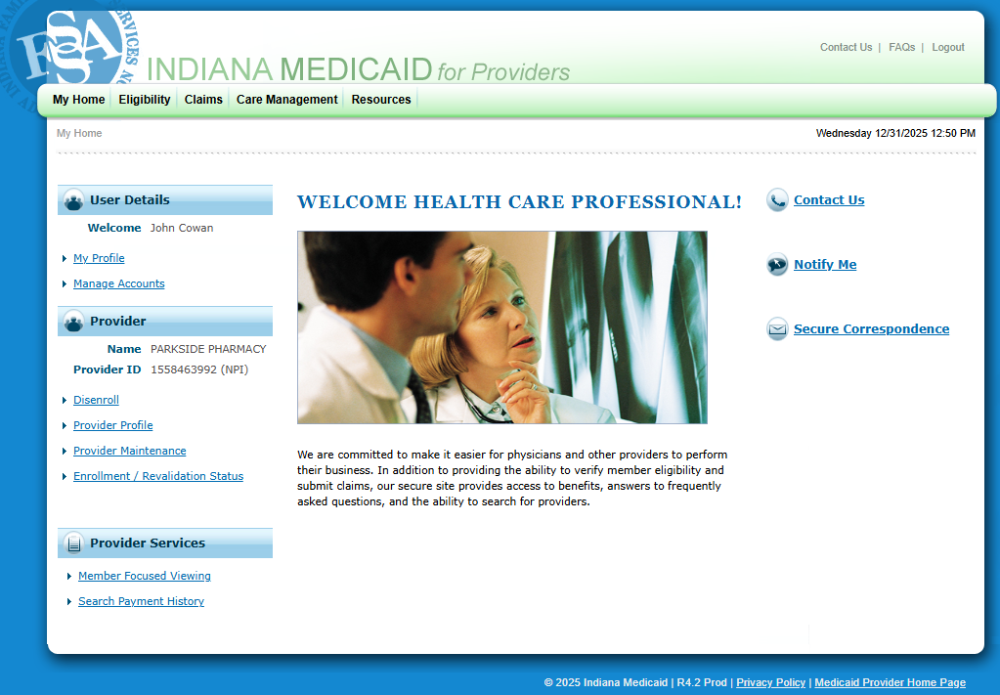 FSSA
Contact Us | FAQs | Logout
INDIANA MEDICAID for Providers
My Home Eligibility Claims Care Management Resources
My Home
Wednesday 12/31/2025 12:50 PM
User Details
Welcome John Cowan
My Profile
Manage Accounts
Provider
Name PARKSIDE PHARMACY
Provider ID 1558463992 (NPI)
Disenroll
Provider Profile
Provider Maintenance
Enrollment / Revalidation Status
Provider Services
Member Focused Viewing
Search Payment History
WELCOME HEALTH CARE PROFESSIONAL!
We are committed to make it easier for physicians and other providers to perform
their business. In addition to providing the ability to verify member eligibility and
submit claims, our secure site provides access to benefits, answers to frequently
asked questions, and the ability to search for providers.
Contact Us
Notify Me
Secure Correspondence
© 2025 Indiana Medicaid | R4.2 Prod | Privacy Policy | Medicaid Provider Home Page